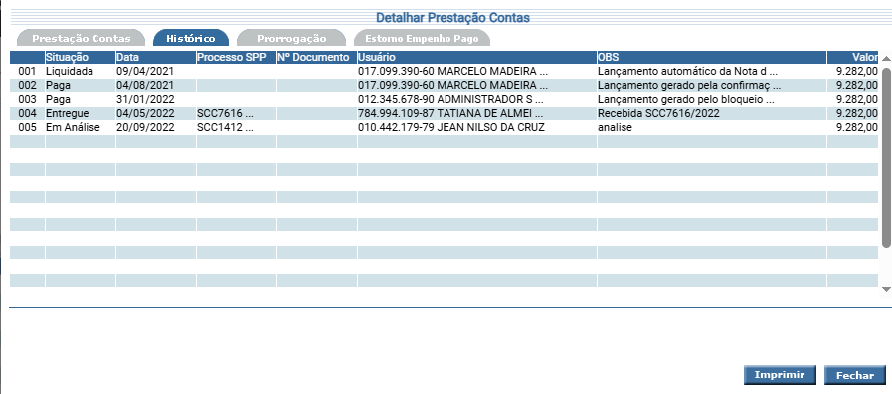 Detalhar Prestação Contas
Prestação Contas Histórico Prorrogação Estorno Empenho Pago
Situação Data Processo SPP Nº Documento Usuário OBS Valor
001 Liquidada 09/04/2021 017.099.390-60 MARCELO MADEIRA ... Lançamento automático da Nota d ... 9.282,00
002 Paga 04/08/2021 017.099.390-60 MARCELO MADEIRA ... Lançamento gerado pela confirmaç ... 9.282,00
003 Paga 31/01/2022 012.345.678-90 ADMINISTRADOR S ... Lançamento gerado pelo bloqueio ... 9.282,00
004 Entregue 04/05/2022 SCC7616 ... 784.994.109-87 TATIANA DE ALMEI ... Recebida SCC7616/2022 9.282,00
005 Em Análise 20/09/2022 SCC1412 ... 010.442.179-79 JEAN NILSO DA CRUZ analise 9.282,00
Imprimir Fechar